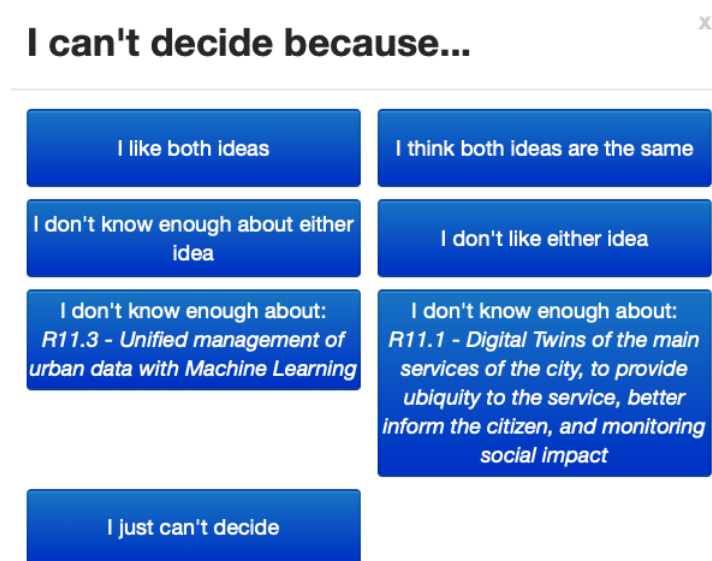 x
I can't decide because...
I like both ideas
I think both ideas are the same
I don't know enough about either
idea
I don't like either idea
I don't know enough about:
R11.3 - Unified management of
urban data with Machine Learning
I don't know enough about:
R11.1 - Digital Twins of the main
services of the city, to provide
ubiquity to the service, better
inform the citizen, and monitoring
social impact
I just can't decide